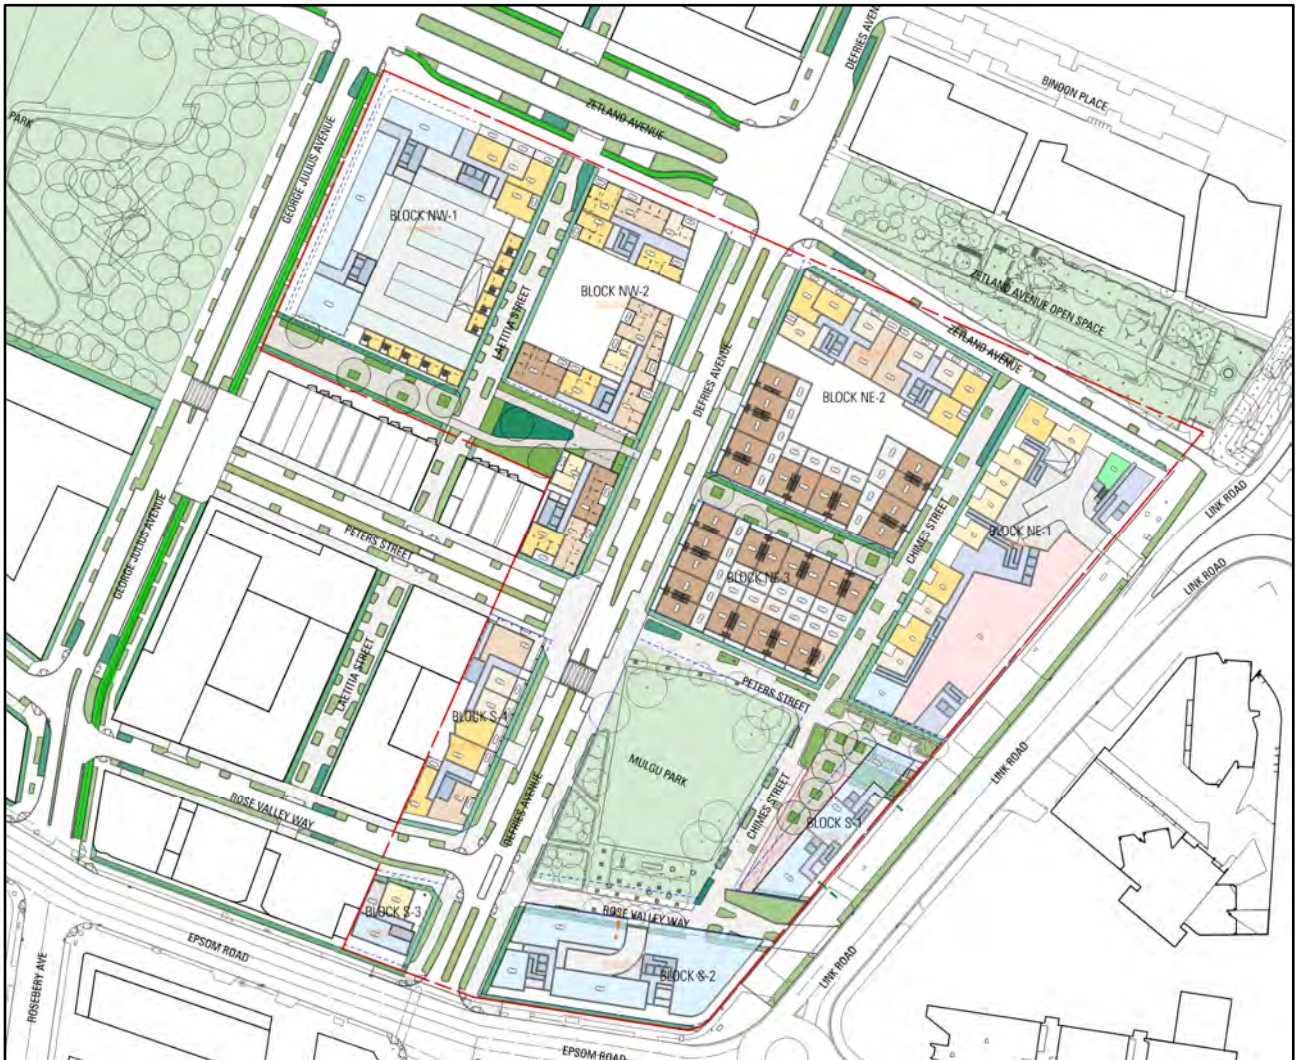 DEFRIES AVEN
BINDON PLACE
ZETLAND AVENUE
PARK
GEORGE JULIUS AVENUE
BLOCK NW-1
BLOCK NW-2
LAETITIA STREET
ZETLAND AVENUE OPEN SPACE
ZETLAND AVENUE
DEFRIES AVENUE
BLOCK NE-2
LINK ROAD
BLOCK NE-1
CHIMES STREET
LINK ROAD
GEORGE JULIUS AVENUE
PETERS STREET
BLOCK NE-3
LAETITIA STREET
PETERS STREET
BLOCK S-4
MULGU PARK
LINK ROAD
ROSE VALLEY WAY
DEFRIES AVENUE
CHIMES STREET
BLOCK S-1
BLOCK S-3
ROSE VALLEY WAY
EPSOM ROAD
BLOCK S-2
LINK ROAD
ROSEBERY AVE
EPSOM ROAD